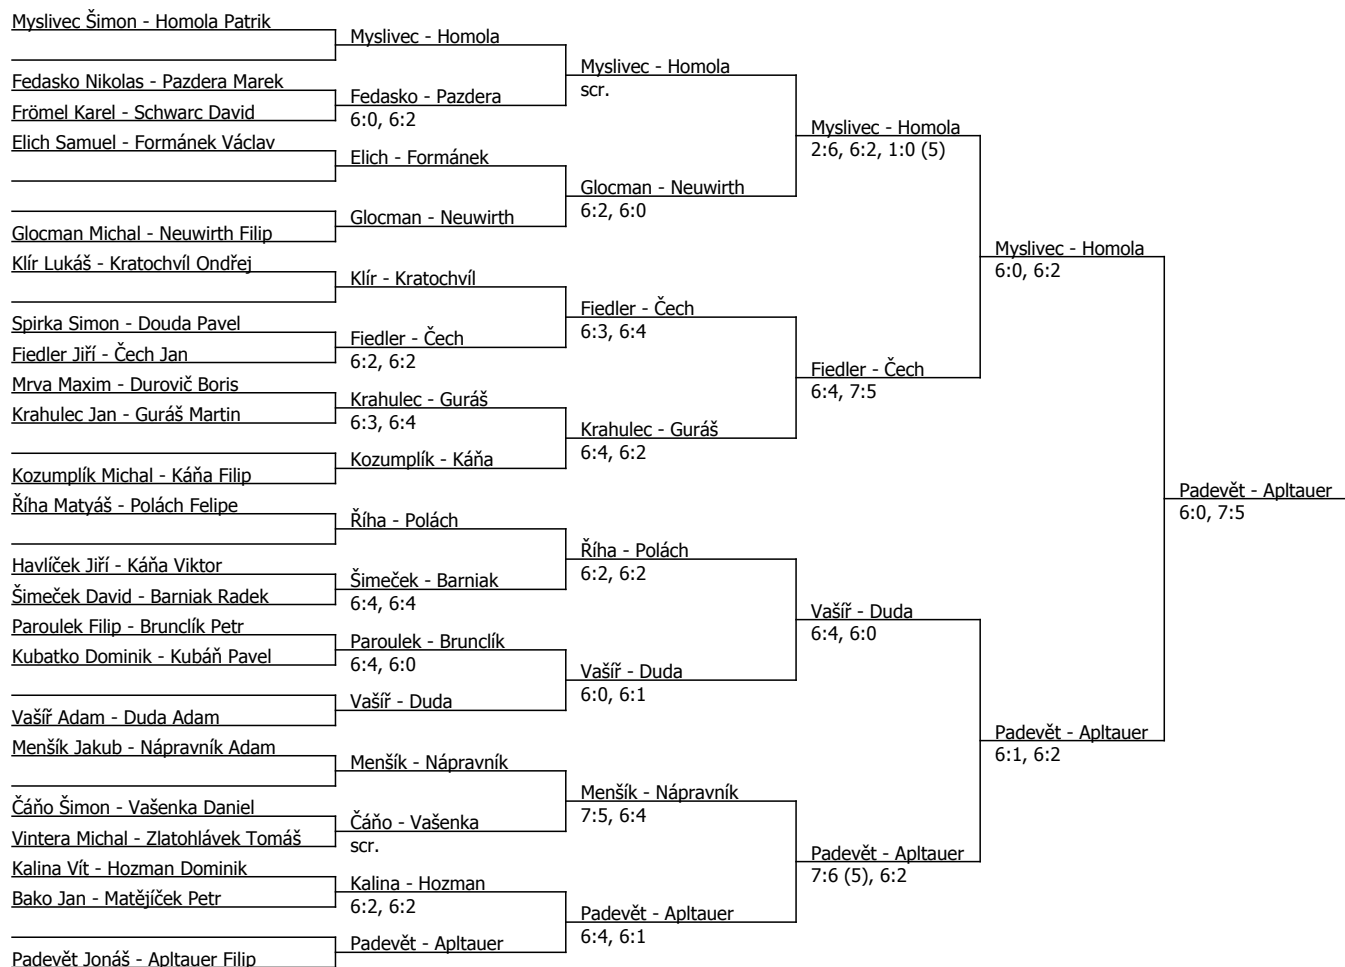 Myslivec Šimon - Homola Patrik
Fedasko Nikolas - Pazdera Marek
Frömel Karel - Schwarc David
Elich Samuel - Formánek Václav
Glocman Michal - Neuwirth Filip
Klír Lukáš - Kratochvíl Ondřej
Spirka Simon - Douda Pavel
Fiedler Jiří - Čech Jan
Mrva Maxim - Durovič Boris
Krahulec Jan - Guráš Martin
Kozumplík Michal - Káňa Filip
Říha Matyáš - Polách Felipe
Havlíček Jiří - Káňa Viktor
Šimeček David - Barniak Radek
Paroulek Filip - Brunclík Petr
Kubatko Dominik - Kubáň Pavel
Vašíř Adam - Duda Adam
Menšík Jakub - Nápravník Adam
Čáňo Šimon - Vašenka Daniel
Vintera Michal - Zlatohlávek Tomáš
Kalina Vít - Hozman Dominik
Bako Jan - Matějíček Petr
Padevět Jonáš - Apltauer Filip
Myslivec - Homola
Fedasko - Pazdera
6:0, 6:2
Elich - Formánek
Glocman - Neuwirth
Klír - Kratochvíl
Fiedler - Čech
6:2, 6:2
Krahulec - Guráš
6:3, 6:4
Kozumplík - Káňa
Říha - Polách
Šimeček - Barniak
6:4, 6:4
Paroulek - Brunclík
6:4, 6:0
Vašíř - Duda
Menšík - Nápravník
Čáňo - Vašenka
scr.
Kalina - Hozman
6:2, 6:2
Padevět - Apltauer
Myslivec - Homola
scr.
Glocman - Neuwirth
6:2, 6:0
Fiedler - Čech
6:3, 6:4
Krahulec - Guráš
6:4, 6:2
Říha - Polách
6:2, 6:2
Vašíř - Duda
6:0, 6:1
Menšík - Nápravník
7:5, 6:4
Padevět - Apltauer
6:4, 6:1
Myslivec - Homola
2:6, 6:2, 1:0 (5)
Fiedler - Čech
6:4, 7:5
Vašíř - Duda
6:4, 6:0
Padevět - Apltauer
7:6 (5), 6:2
Myslivec - Homola
6:0, 6:2
Padevět - Apltauer
6:1, 6:2
Padevět - Apltauer
6:0, 7:5